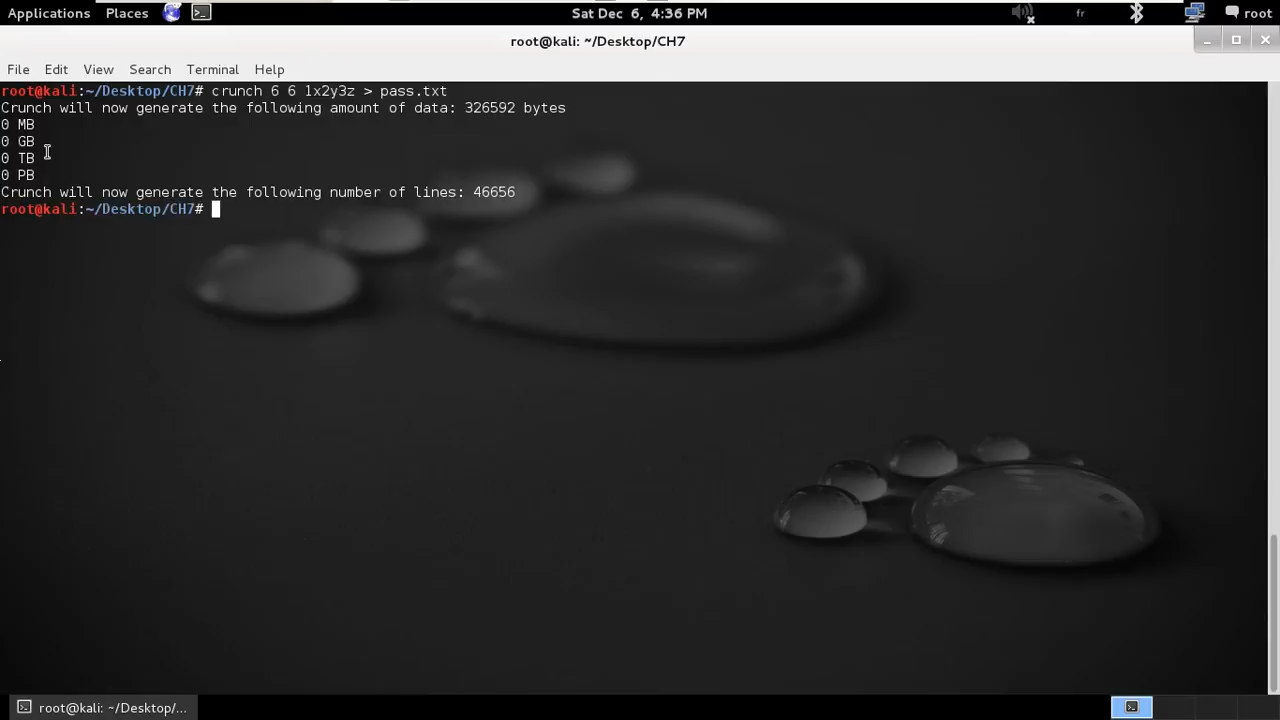 Applications Places Sat Dec 6, 4:36 PM fr root
root@kali: ~/Desktop/CH7
File Edit View Search Terminal Help
root@kali:~/Desktop/CH7# crunch 6 6 1x2y3z > pass.txt
Crunch will now generate the following amount of data: 326592 bytes
0 MB
0 GB
0 TB
0 PB
Crunch will now generate the following number of lines: 46656
root@kali:~/Desktop/CH7#
root@kali: ~/Desktop/...